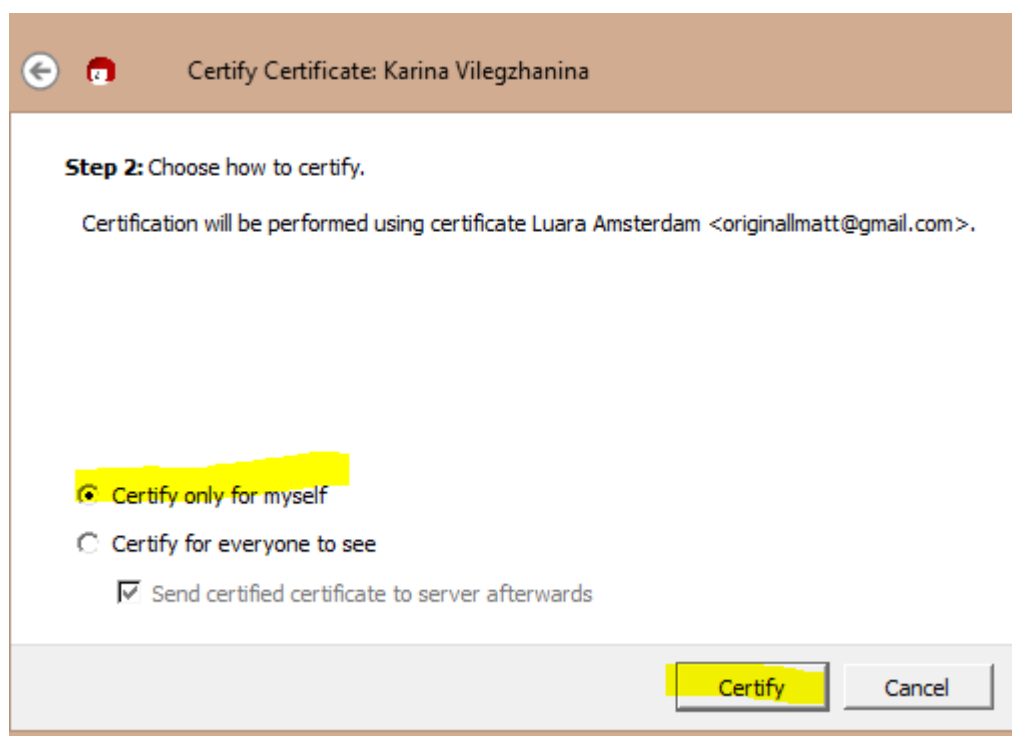 Certify Certificate: Karina Vilegzhanina
Step 2: Choose how to certify.
Certification will be performed using certificate Luara Amsterdam <originallmatt@gmail.com>.
Certify only for myself
Certify for everyone to see
Send certified certificate to server afterwards
Certify
Cancel